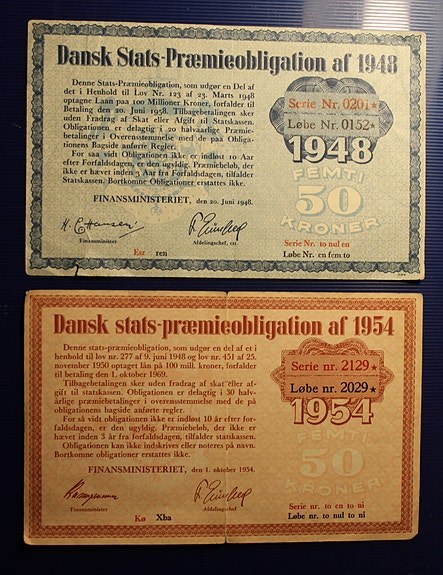 Dansk Stats-Præmieobligation af 1948
Denne Stats-Præmieobligation, som udgør en Del af
det i Henhold til Lov Nr. 123 af 23. Marts 1948
optagne Laan paa 100 Millioner Kroner, forfalder til
Betaling den 20. Juni 1958. Tilbagebetalingen sker
uden Fradrag af Skat eller Afgift til Statskassen.
Obligationen er delagtig i 20 halvaarlige Præmie-
betalinger i Overensstemmelse med de paa Obliga-
tionens Bagside anførte Regler.
For saa vidt Obligationen ikke er indløst 10 Aar
efter Forfaldsdagen, er den ugyldig. Præmiebeløb, der
ikke er hævet inden 3 Aar fra Forfaldsdagen, tilfalder
Statskassen. Bortkomne Obligationer erstattes ikke.
FINANSMINISTERIET, den 20. Juni 1948.
H. C. Hansen
Finansminister
Afdelingschef, cst.
Esr ren
Serie Nr. 0201★
Løbe Nr. 0152★
1948
FEMTI
50
KRONER
Serie Nr. to nul en
Løbe Nr. en fem to
Dansk stats-præmieobligation af 1954
Denne stats-præmieobligation, som udgør en del af et i
henhold til lov nr. 277 af 9. juni 1948 og lov nr. 451 af 25.
november 1950 optaget lån på 100 mill. kroner, forfalder
til betaling den 1. oktober 1969.
Tilbagebetalingen sker uden fradrag af skat eller af-
gift til statskassen. Obligationen er delagtig i 30 halv-
årlige præmiebetalinger i overensstemmelse med de på
obligationens bagside anførte regler.
For så vidt obligationen ikke er indløst 10 år efter for-
faldsdagen, er den ugyldig. Præmiebeløb, der ikke er
hævet inden 3 år fra forfaldsdagen, tilfalder statskassen.
Obligationen kan ikke indskrives eller noteres på navn.
Bortkomne obligationer erstattes ikke.
FINANSMINISTERIET, den 1. oktober 1954.
Finansminister
Afdelingschef
Kø Xba
Serie nr. 2129★
Løbe nr. 2029★
1954
FEMTI
50
KRONER
Serie nr. to en to ni
Løbe nr. to nul to ni